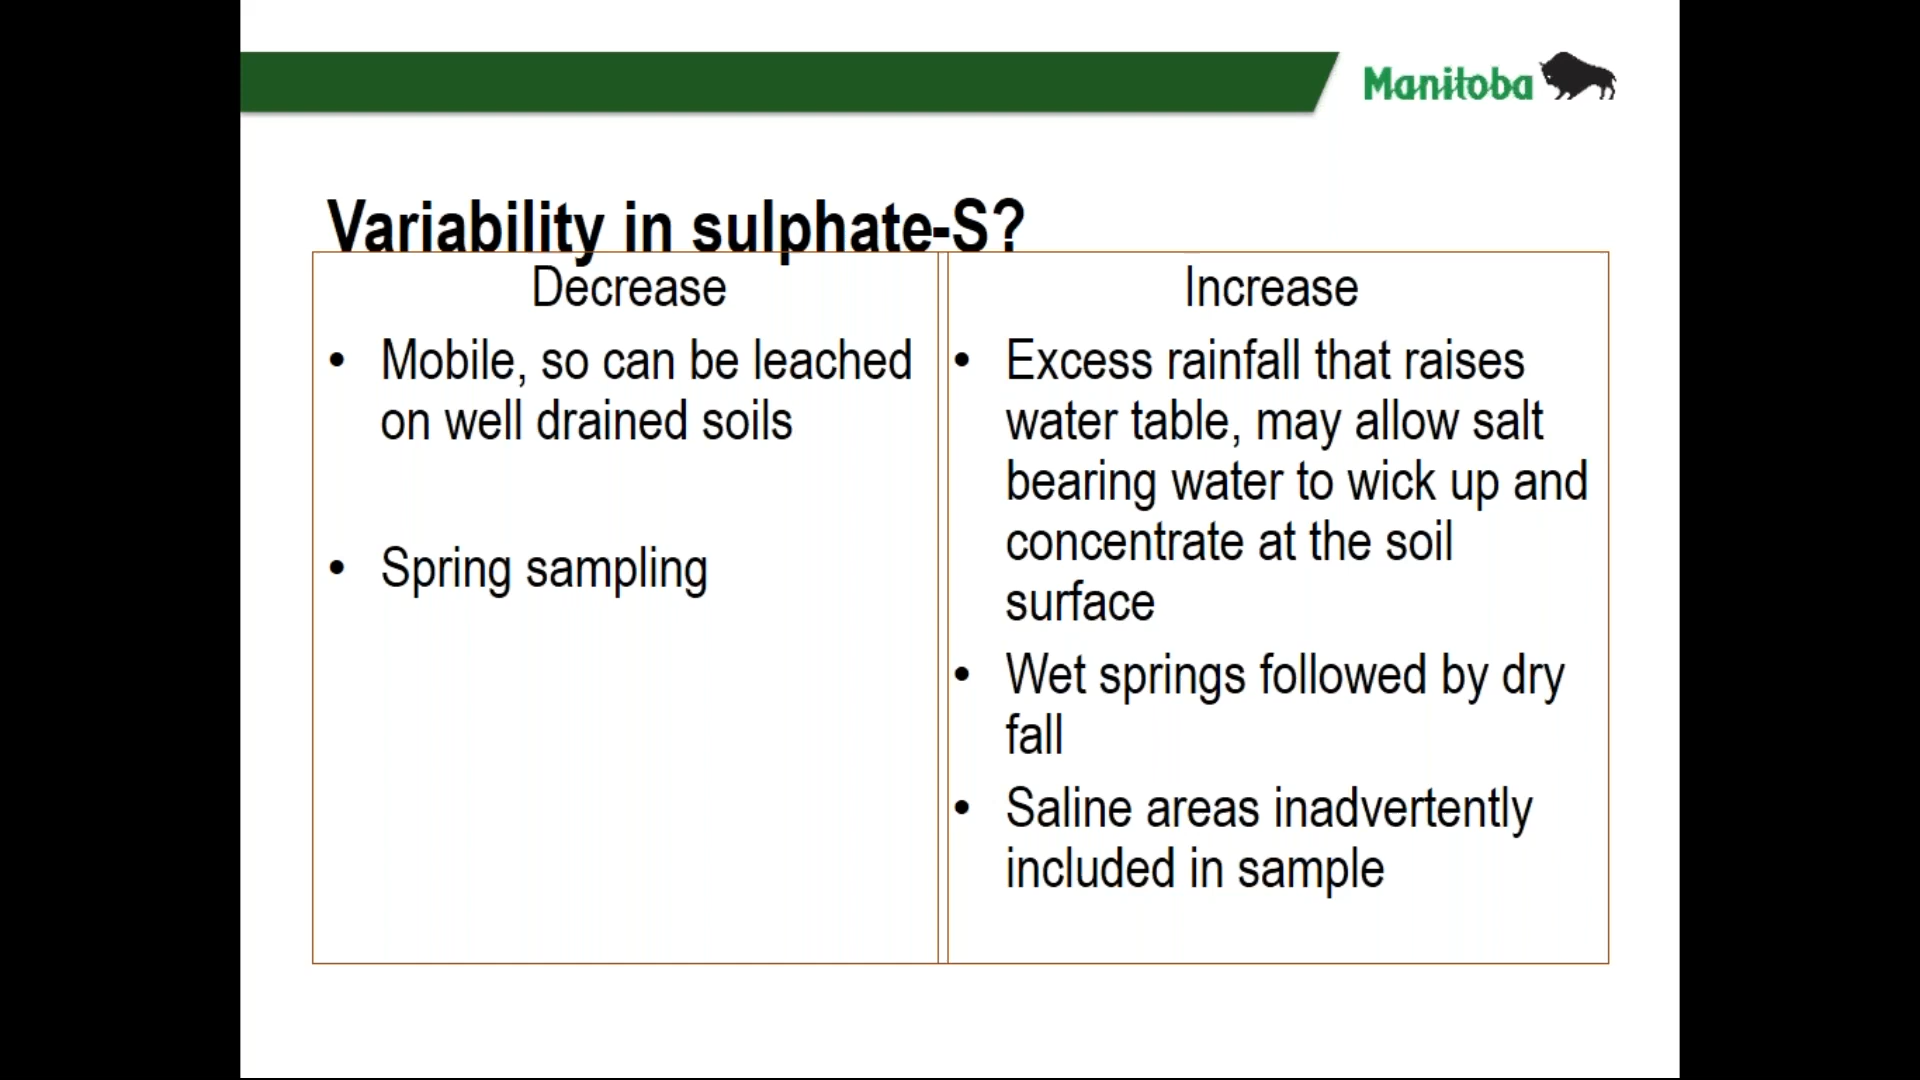 Manitoba
Variability in sulphate-S?
Decrease
• Mobile, so can be leached
on well drained soils
• Spring sampling
Increase
• Excess rainfall that raises
water table, may allow salt
bearing water to wick up and
concentrate at the soil
surface
• Wet springs followed by dry
fall
• Saline areas inadvertently
included in sample